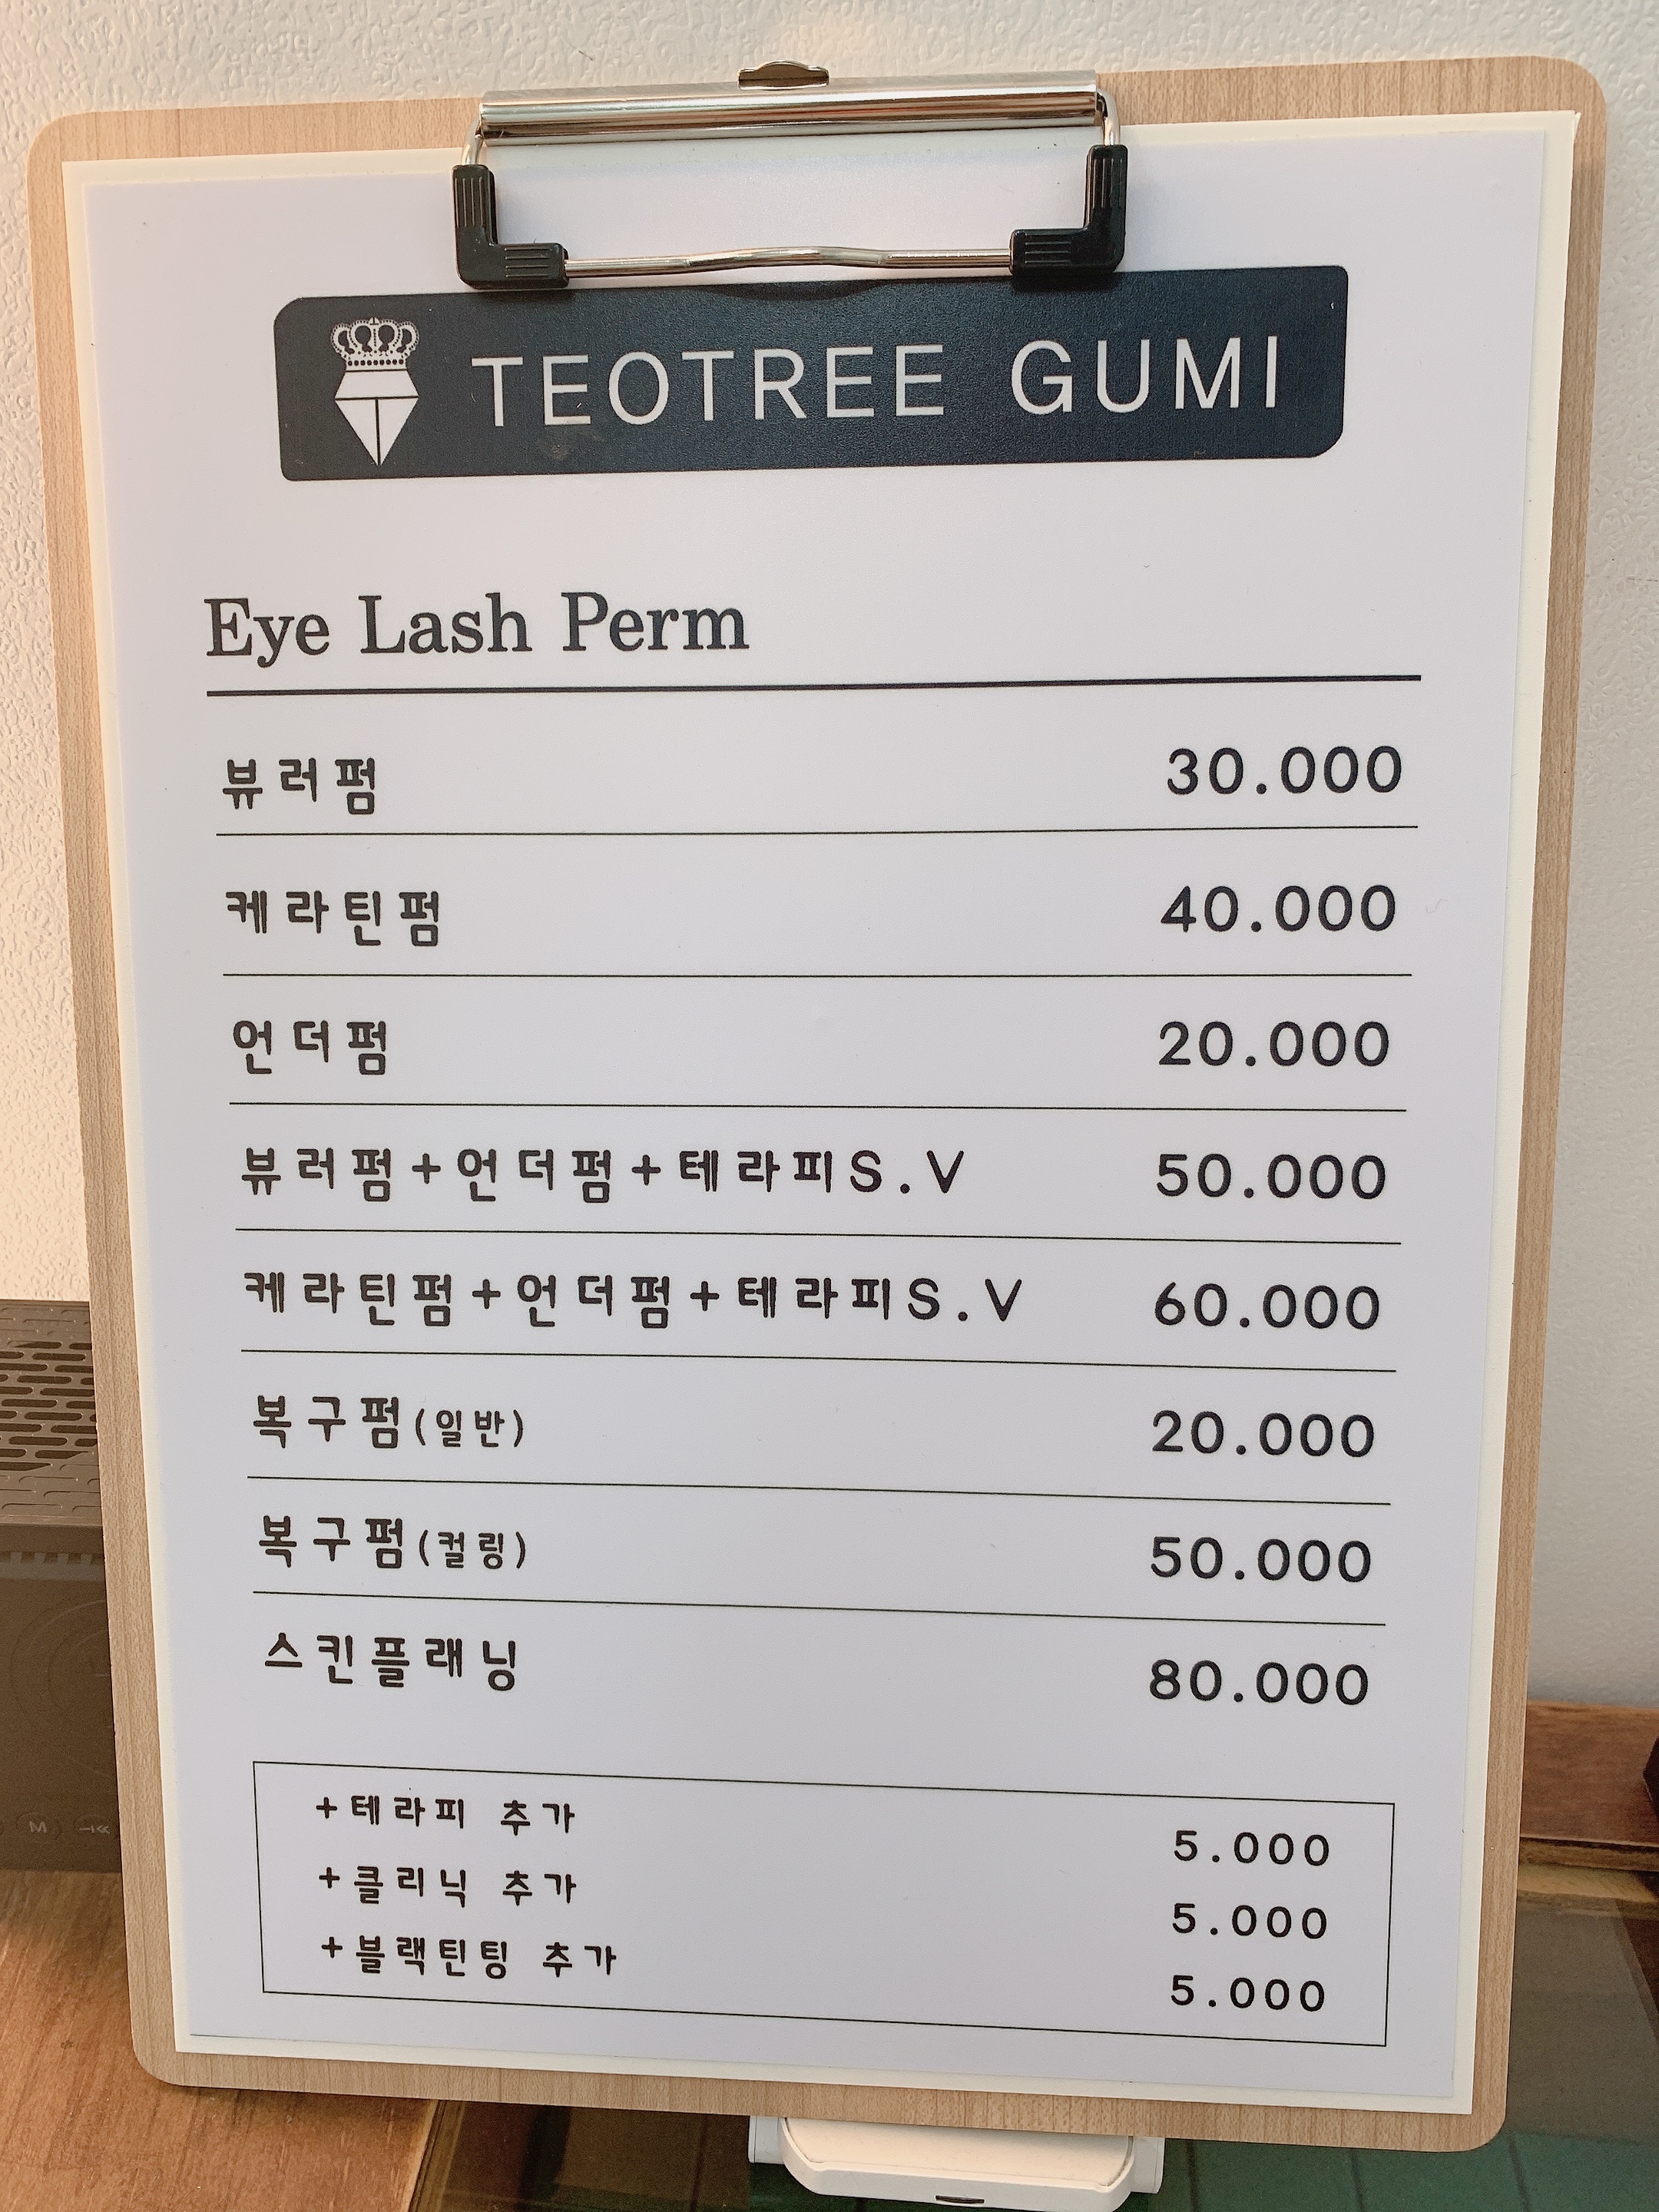 TEOTREE GUMI
Eye Lash Perm
뷰러펌 30.000
케라틴펌 40.000
언더펌 20.000
뷰러펌+언더펌+테라피S.V 50.000
케라틴펌+언더펌+테라피S.V 60.000
복구펌(일반) 20.000
복구펌(컬링) 50.000
스킨플래닝 80.000
+테라피 추가 5.000
+클리닉 추가 5.000
+블랙틴팅 추가 5.000
M